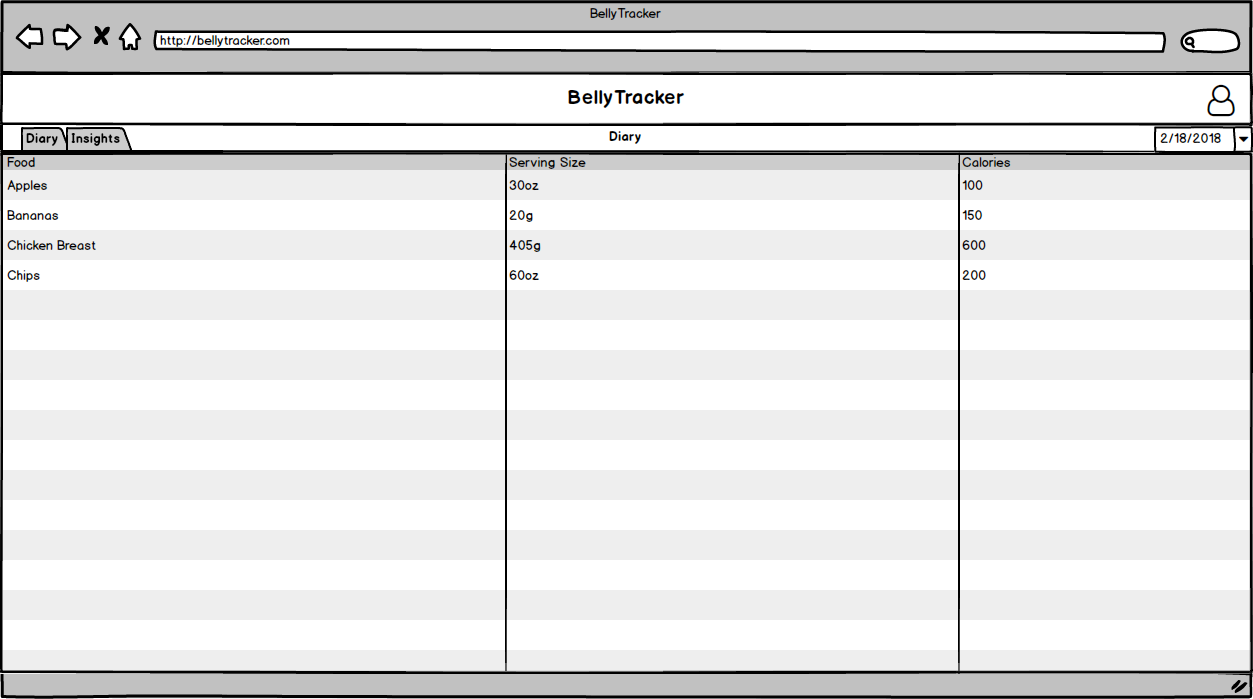 BellyTracker
http://bellytracker.com
BellyTracker
Diary Insights Diary 2/18/2018
Food Serving Size Calories
Apples 30oz 100
Bananas 20g 150
Chicken Breast 405g 600
Chips 60oz 200